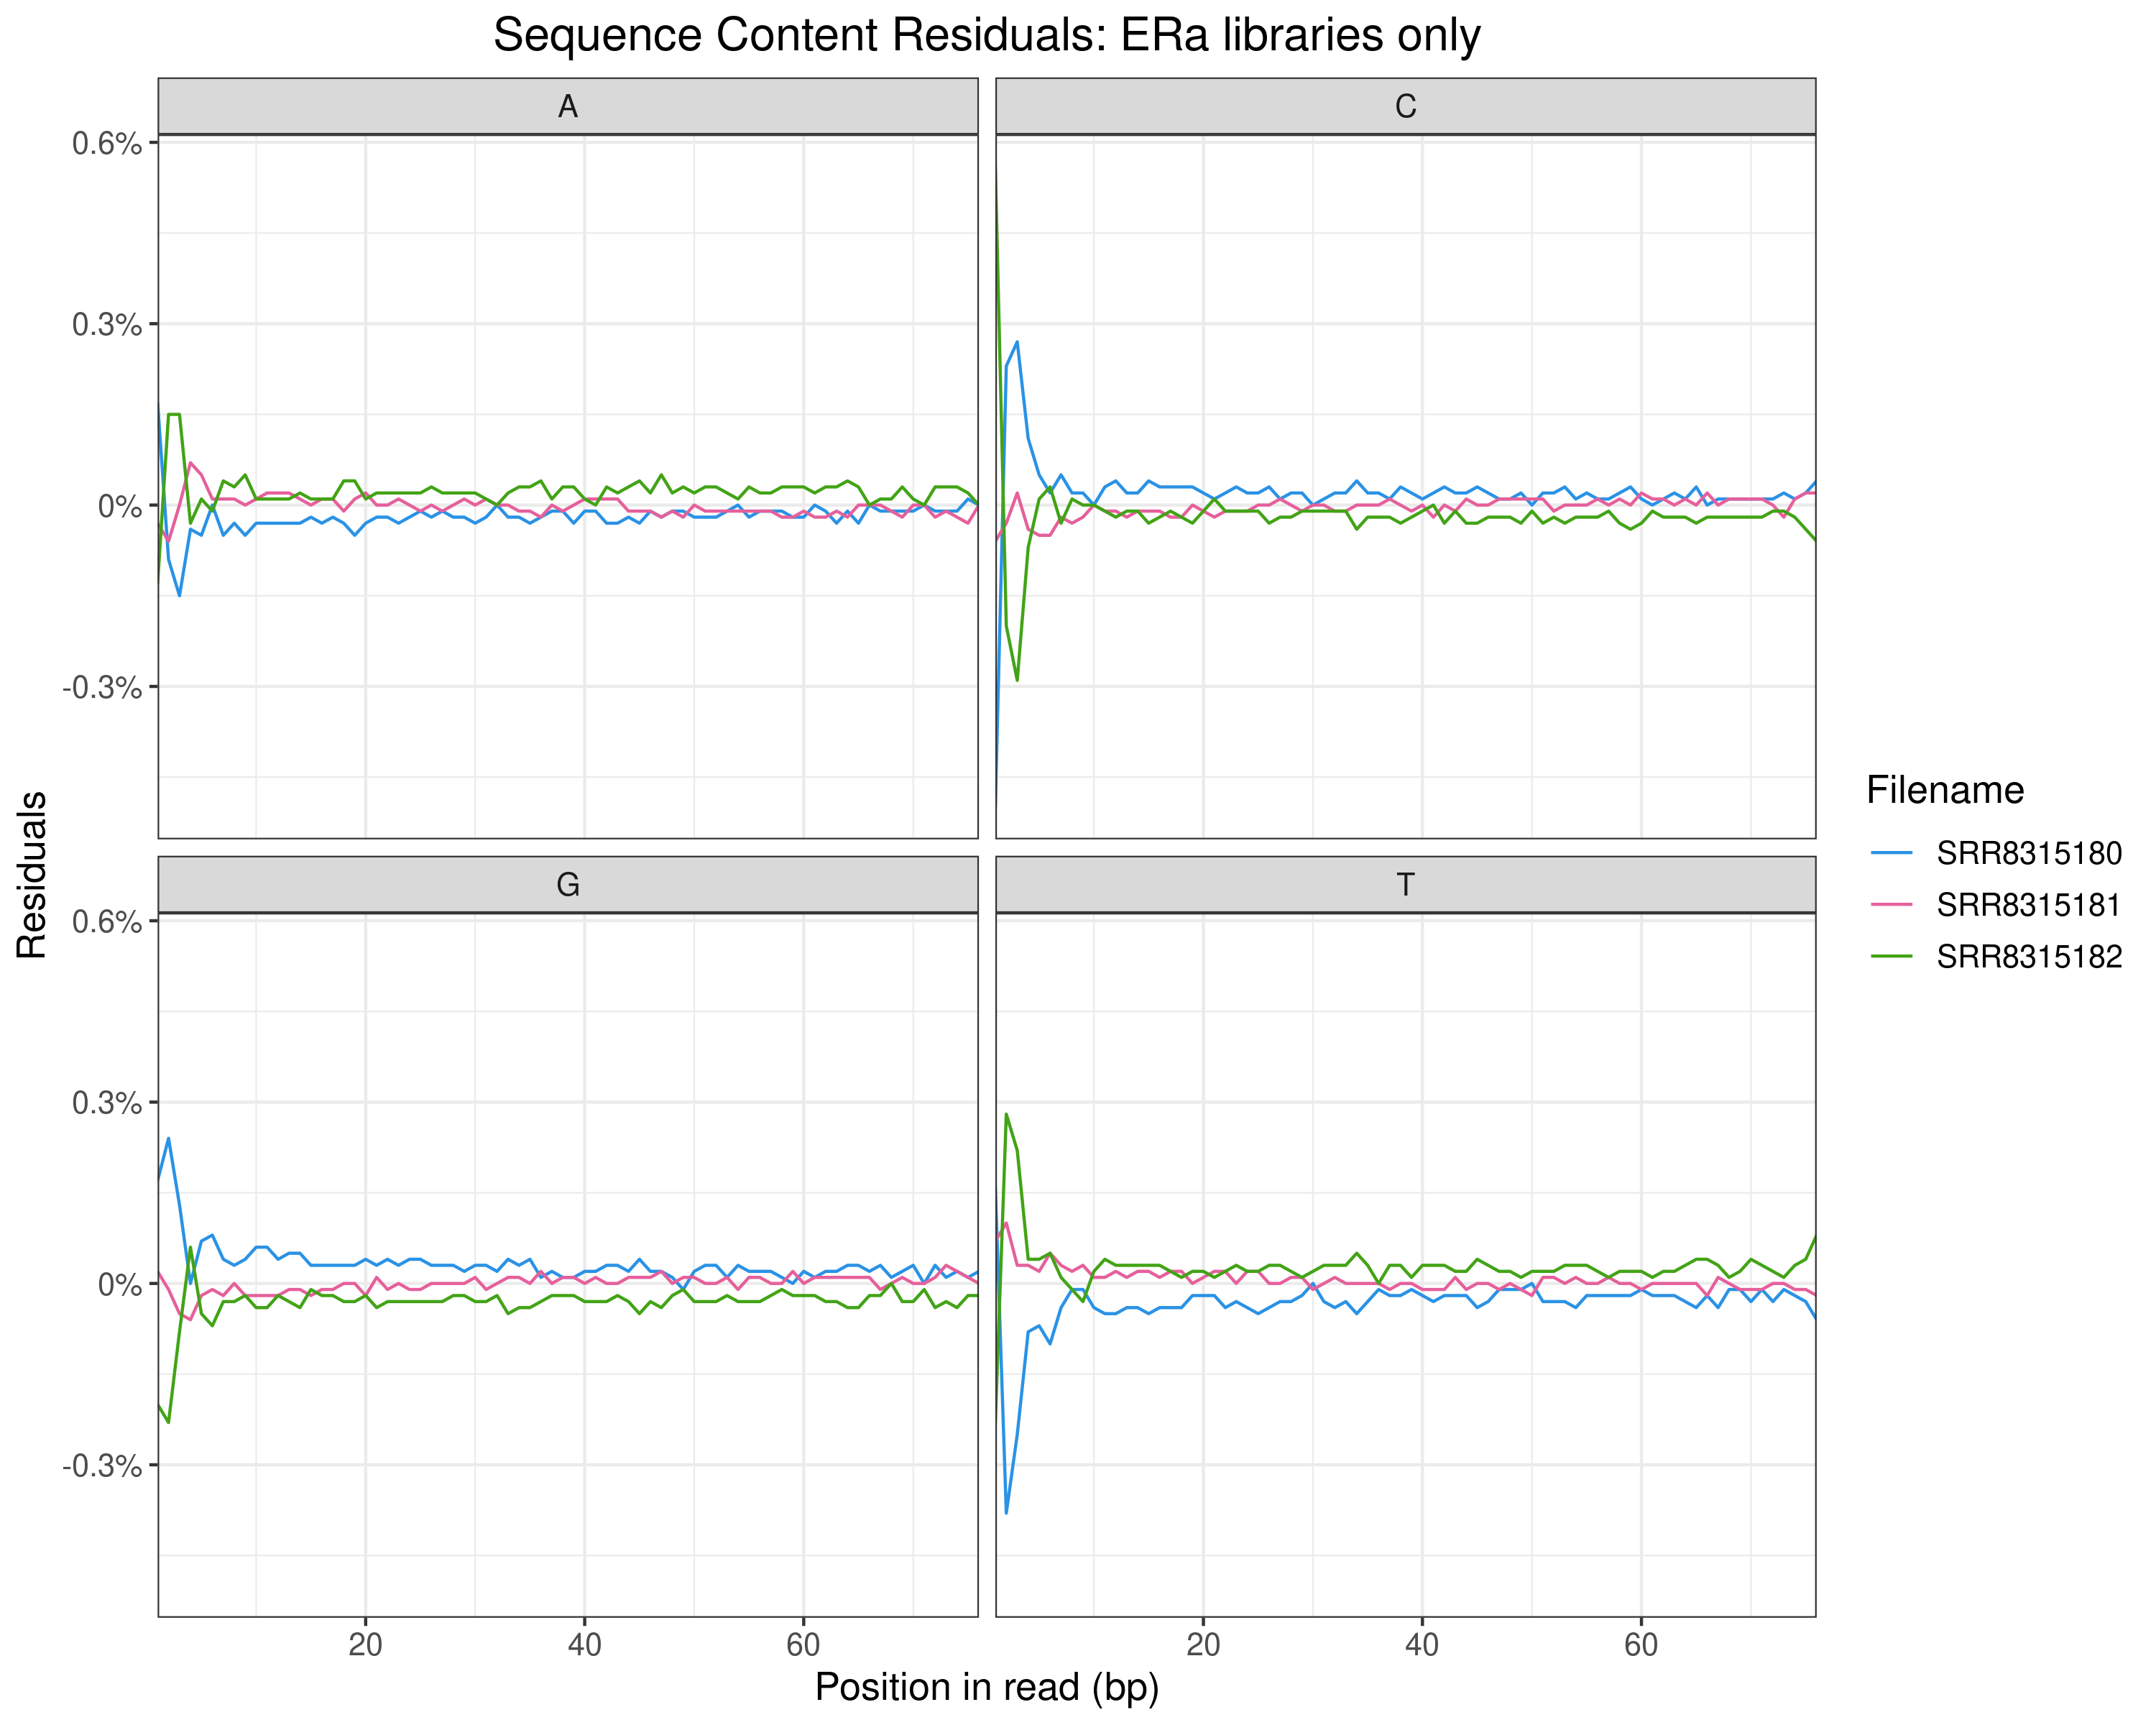 Sequence Content Residuals: ERa libraries only
A
C
0.6%
0.3%
0%
-0.3%
G
T
0.6%
0.3%
0%
-0.3%
20
40
60
20
40
60
Position in read (bp)
Residuals
Filename
SRR8315180
SRR8315181
SRR8315182